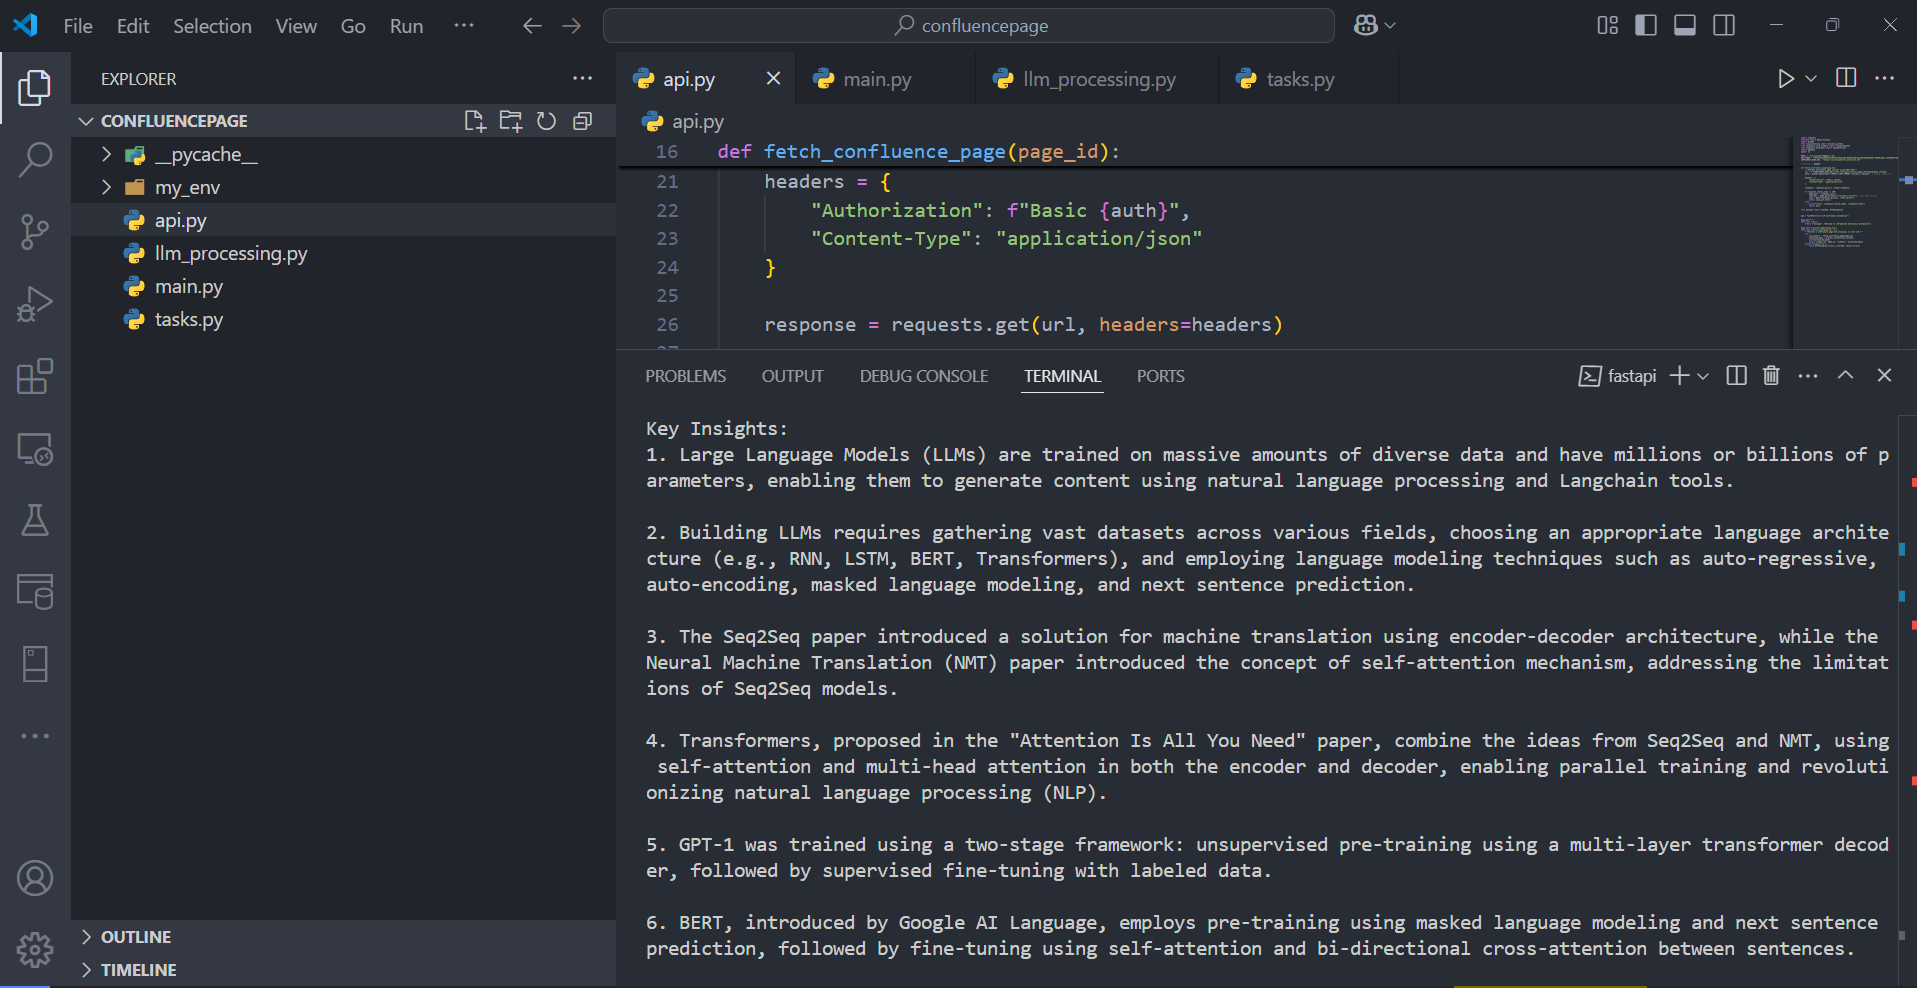 File Edit Selection View Go Run ···
confluencepage
EXPLORER
CONFLUENCEPAGE
__pycache__
my_env
api.py
llm_processing.py
main.py
tasks.py
OUTLINE
TIMELINE
api.py main.py llm_processing.py tasks.py
api.py
16 def fetch_confluence_page(page_id):
21 headers = {
22 "Authorization": f"Basic {auth}",
23 "Content-Type": "application/json"
24 }
25
26 response = requests.get(url, headers=headers)
PROBLEMS OUTPUT DEBUG CONSOLE TERMINAL PORTS
fastapi
Key Insights:
1. Large Language Models (LLMs) are trained on massive amounts of diverse data and have millions or billions of p
arameters, enabling them to generate content using natural language processing and Langchain tools.
2. Building LLMs requires gathering vast datasets across various fields, choosing an appropriate language archite
cture (e.g., RNN, LSTM, BERT, Transformers), and employing language modeling techniques such as auto-regressive,
auto-encoding, masked language modeling, and next sentence prediction.
3. The Seq2Seq paper introduced a solution for machine translation using encoder-decoder architecture, while the
Neural Machine Translation (NMT) paper introduced the concept of self-attention mechanism, addressing the limitat
ions of Seq2Seq models.
4. Transformers, proposed in the "Attention Is All You Need" paper, combine the ideas from Seq2Seq and NMT, using
self-attention and multi-head attention in both the encoder and decoder, enabling parallel training and revoluti
onizing natural language processing (NLP).
5. GPT-1 was trained using a two-stage framework: unsupervised pre-training using a multi-layer transformer decod
er, followed by supervised fine-tuning with labeled data.
6. BERT, introduced by Google AI Language, employs pre-training using masked language modeling and next sentence
prediction, followed by fine-tuning using self-attention and bi-directional cross-attention between sentences.